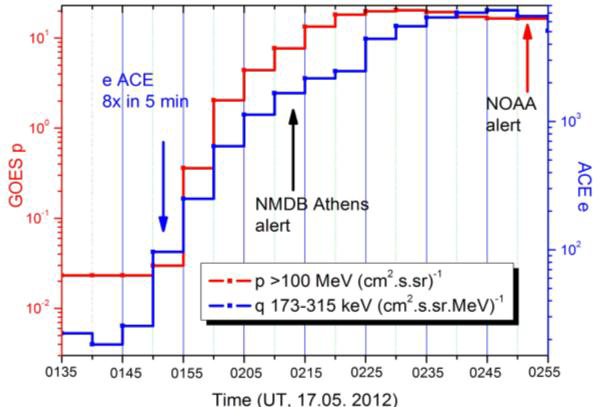 10¹
10⁰
10⁻¹
10⁻²
GOES p
e ACE
8x in 5 min
NMDB Athens
alert
NOAA
alert
10³
10²
ACE e
p >100 MeV (cm².s.sr)⁻¹
q 173-315 keV (cm².s.sr.MeV)⁻¹
0135 0145 0155 0205 0215 0225 0235 0245 0255
Time (UT, 17.05. 2012)